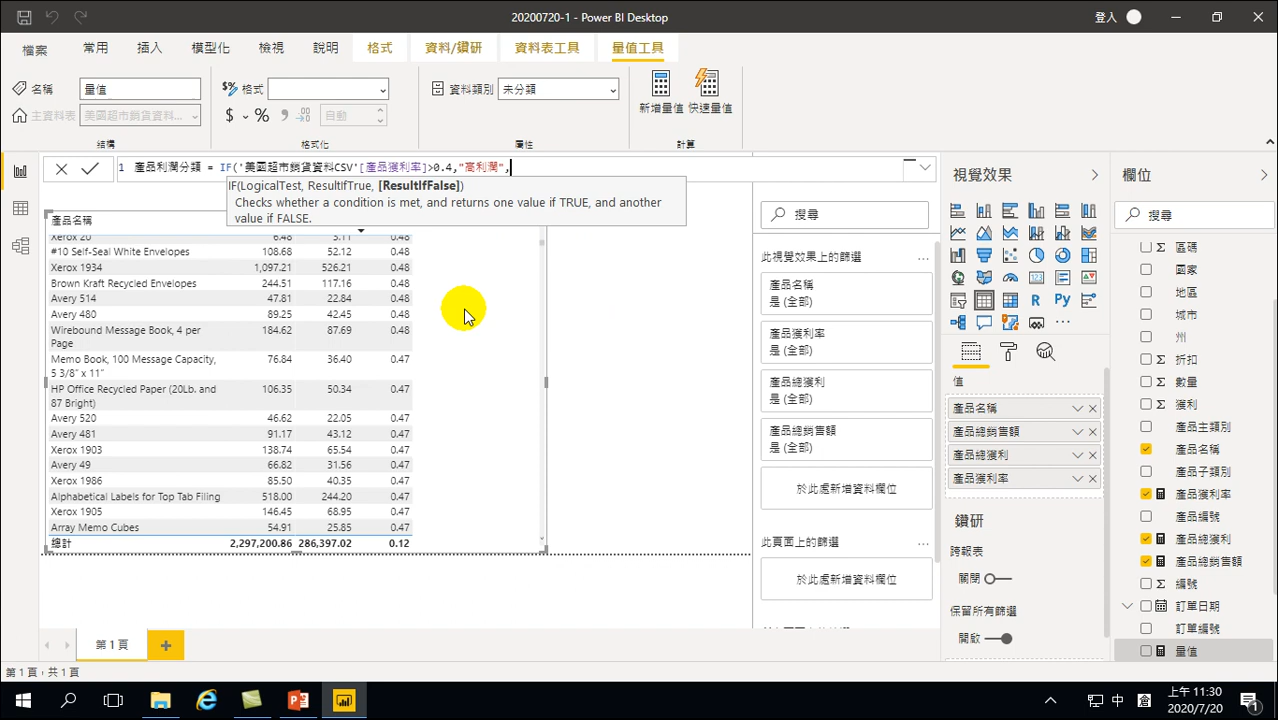 20200720-1 - Power BI Desktop
登入
檔案 常用 插入 模型化 檢視 說明 格式 資料/鑽研 資料表工具 量值工具
名稱 量值
主資料表 美國超市銷貨資料...
結構
格式
$ % 自動
格式化
資料類別 未分類
屬性
新增量值 快速量值
計算
1 產品利潤分類 = IF('美國超市銷貨資料CSV'[產品獲利率]>0.4,"高利潤",
IF(LogicalTest, ResultIfTrue, [ResultIfFalse])
Checks whether a condition is met, and returns one value if TRUE, and another
value if FALSE.
產品名稱
Xerox 20 6.48 3.11 0.48
#10 Self-Seal White Envelopes 108.68 52.12 0.48
Xerox 1934 1,097.21 526.21 0.48
Brown Kraft Recycled Envelopes 244.51 117.16 0.48
Avery 514 47.81 22.84 0.48
Avery 480 89.25 42.45 0.48
Wirebound Message Book, 4 per 184.62 87.69 0.48
Page
Memo Book, 100 Message Capacity, 76.84 36.40 0.47
5 3/8" x 11"
HP Office Recycled Paper (20Lb. and 106.35 50.34 0.47
87 Bright)
Avery 520 46.62 22.05 0.47
Avery 481 91.17 43.12 0.47
Xerox 1903 138.74 65.54 0.47
Avery 49 66.82 31.56 0.47
Xerox 1986 85.50 40.35 0.47
Alphabetical Labels for Top Tab Filing 518.00 244.20 0.47
Xerox 1905 146.45 68.95 0.47
Array Memo Cubes 54.91 25.85 0.47
總計 2,297,200.86 286,397.02 0.12
搜尋
此視覺效果上的篩選 ...
產品名稱
是 (全部)
產品獲利率
是 (全部)
產品總獲利
是 (全部)
產品總銷售額
是 (全部)
於此處新增資料欄位
此頁面上的篩選 ...
於此處新增資料欄位
視覺效果
R Py
...
值
產品名稱
產品總銷售額
產品總獲利
產品獲利率
鑽研
跨報表
關閉
保留所有篩選
開啟
欄位
搜尋
Σ 區碼
國家
地區
城市
州
Σ 折扣
Σ 數量
Σ 獲利
產品主類別
產品名稱
產品子類別
產品獲利率
產品編號
產品總獲利
產品總銷售額
Σ 編號
訂單日期
訂單編號
量值
第 1 頁
第 1 頁，共 1 頁
中
上午 11:30
2020/7/20
1